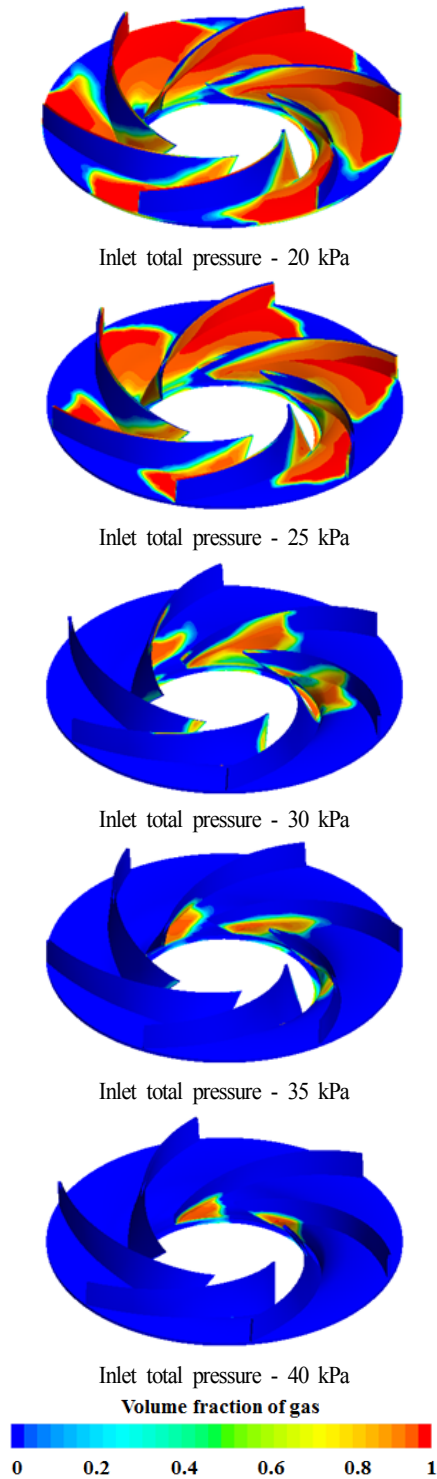 Inlet total pressure - 20 kPa
Inlet total pressure - 25 kPa
Inlet total pressure - 30 kPa
Inlet total pressure - 35 kPa
Inlet total pressure - 40 kPa
Volume fraction of gas
0 0.2 0.4 0.6 0.8 1